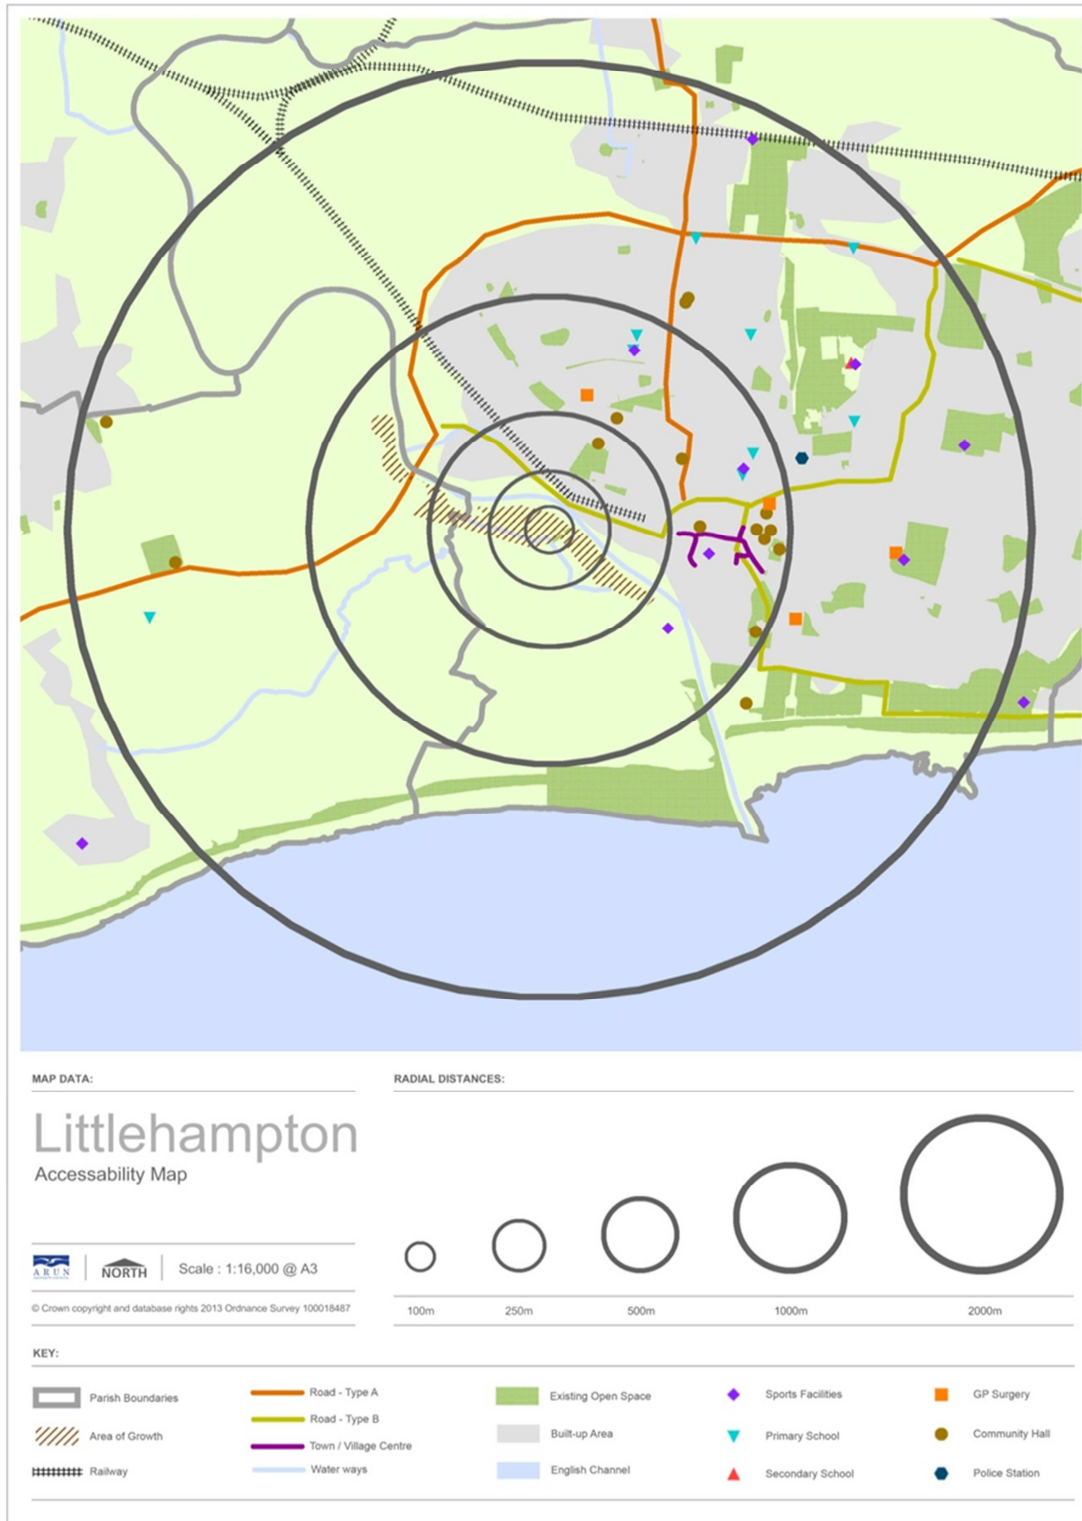 MAP DATA:
Littlehampton
Accessability Map
ARUN
NORTH
Scale : 1:16,000 @ A3
© Crown copyright and database rights 2013 Ordnance Survey 100018487
RADIAL DISTANCES:
100m
250m
500m
1000m
2000m
KEY:
Parish Boundaries
Area of Growth
Railway
Road - Type A
Road - Type B
Town / Village Centre
Water ways
Existing Open Space
Built-up Area
English Channel
Sports Facilities
Primary School
Secondary School
GP Surgery
Community Hall
Police Station